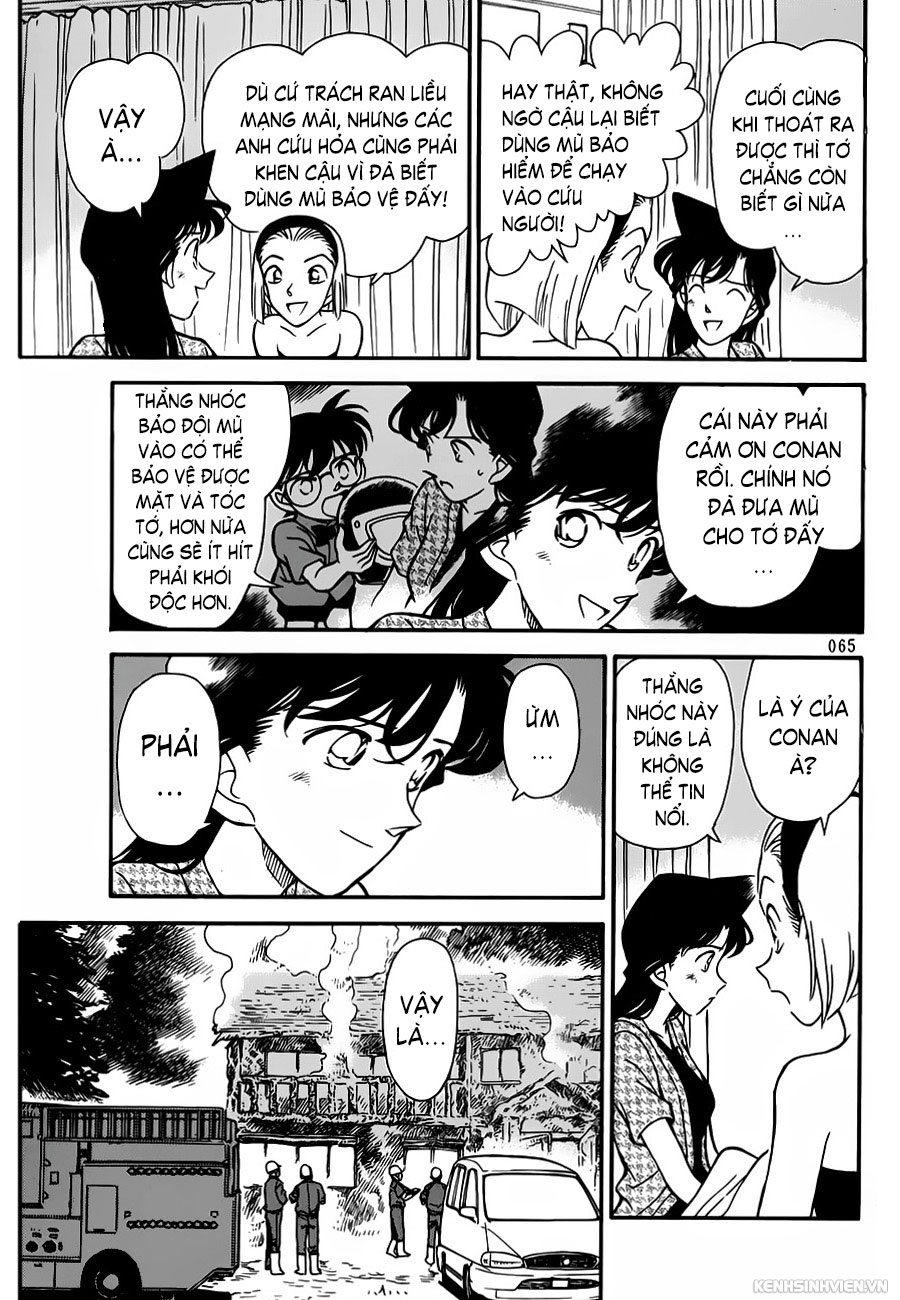 CUỐI CÙNG
KHI THOÁT RA
ĐƯỢC THÌ TỚ
CHẲNG CÒN
BIẾT GÌ NỮA
...
HAY THẬT, KHÔNG
NGỜ CẬU LẠI BIẾT
DÙNG MŨ BẢO
HIỂM ĐỂ CHẠY
VÀO CỨU
NGƯỜI!
DÙ CỨ TRÁCH RAN LIỀU
MẠNG MÃI, NHƯNG CÁC
ANH CỨU HỎA CŨNG PHẢI
KHEN CẬU VÌ ĐÃ BIẾT
DÙNG MŨ BẢO VỆ ĐẤY!
VẬY
À...
CÁI NÀY PHẢI
CẢM ƠN CONAN
RỒI. CHÍNH NÓ
ĐÃ ĐƯA MŨ
CHO TỚ ĐẤY
...
THẰNG NHÓC
BẢO ĐỘI MŨ
VÀO CÓ THỂ
BẢO VỆ ĐƯỢC
MẶT VÀ TÓC
TỚ, HƠN NỮA
CŨNG SẼ ÍT HÍT
PHẢI KHÓI
ĐỘC HƠN.
065
LÀ Ý CỦA
CONAN
À?
THẰNG
NHÓC NÀY
ĐÚNG LÀ
KHÔNG
THỂ TIN
NỔI.
ỪM
...
PHẢI
...
VẬY
LÀ...
KENHSINHVIEN.VN